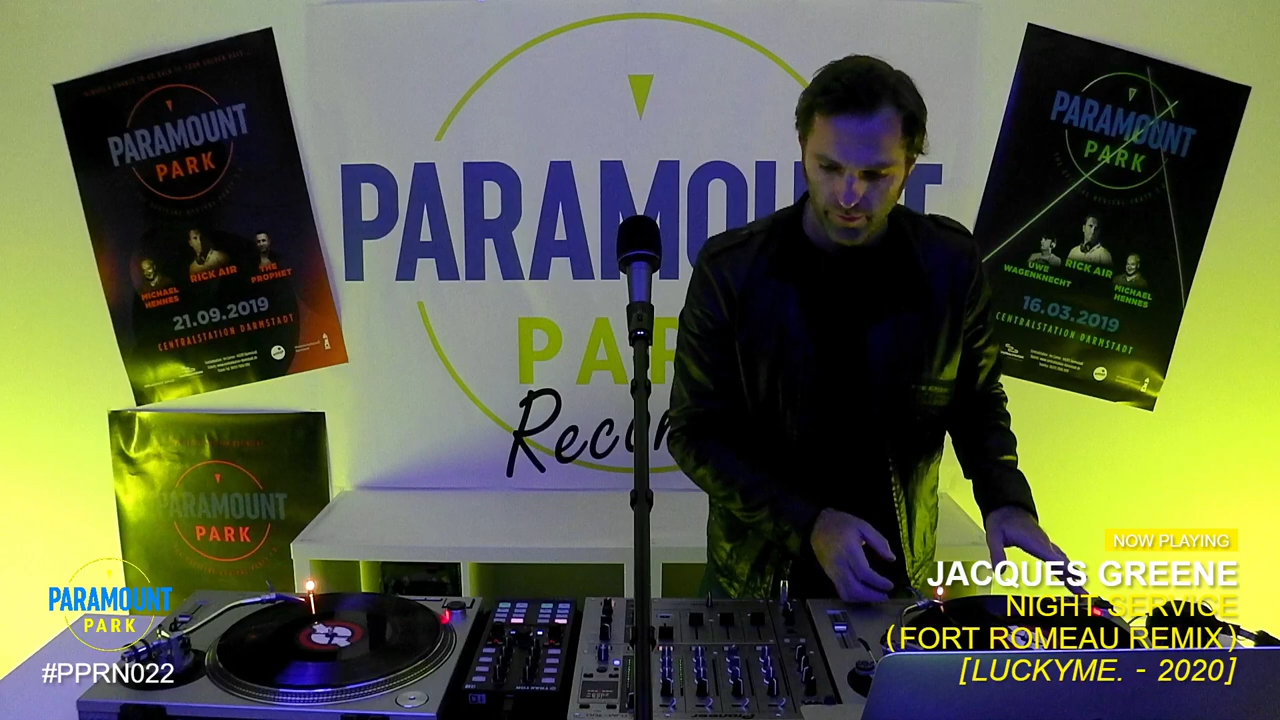 PARAMOUNT
PARK
MICHAEL
HENNES
RICK AIR
THE
PROPHET
21.09.2019
CENTRALSTATION DARMSTADT
PARAMOUNT
PARK
PARAMOUNT
PARK
UWE
WAGENKNECHT
RICK AIR
MICHAEL
HENNES
16.03.2019
CENTRALSTATION DARMSTADT
PARAMOUNT
PARK
PARAMOUNT
PARK
#PPRN022
TRAKTOR
Pioneer
NOW PLAYING
JACQUES GREENE
NIGHT SERVICE
(FORT ROMEAU REMIX)
[LUCKYME. - 2020]